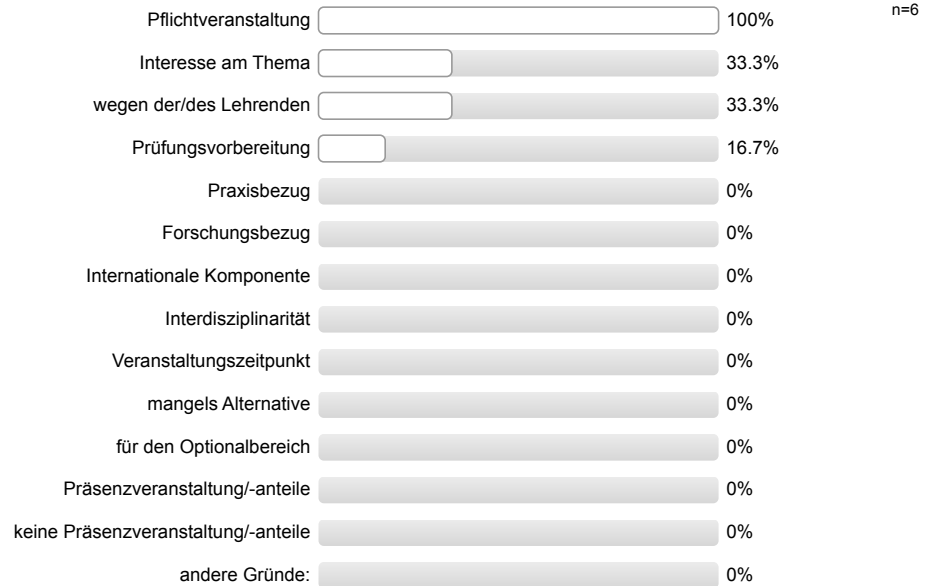 Pflichtveranstaltung 100% n=6
Interesse am Thema 33.3%
wegen der/des Lehrenden 33.3%
Prüfungsvorbereitung 16.7%
Praxisbezug 0%
Forschungsbezug 0%
Internationale Komponente 0%
Interdisziplinarität 0%
Veranstaltungszeitpunkt 0%
mangels Alternative 0%
für den Optionalbereich 0%
Präsenzveranstaltung/-anteile 0%
keine Präsenzveranstaltung/-anteile 0%
andere Gründe: 0%